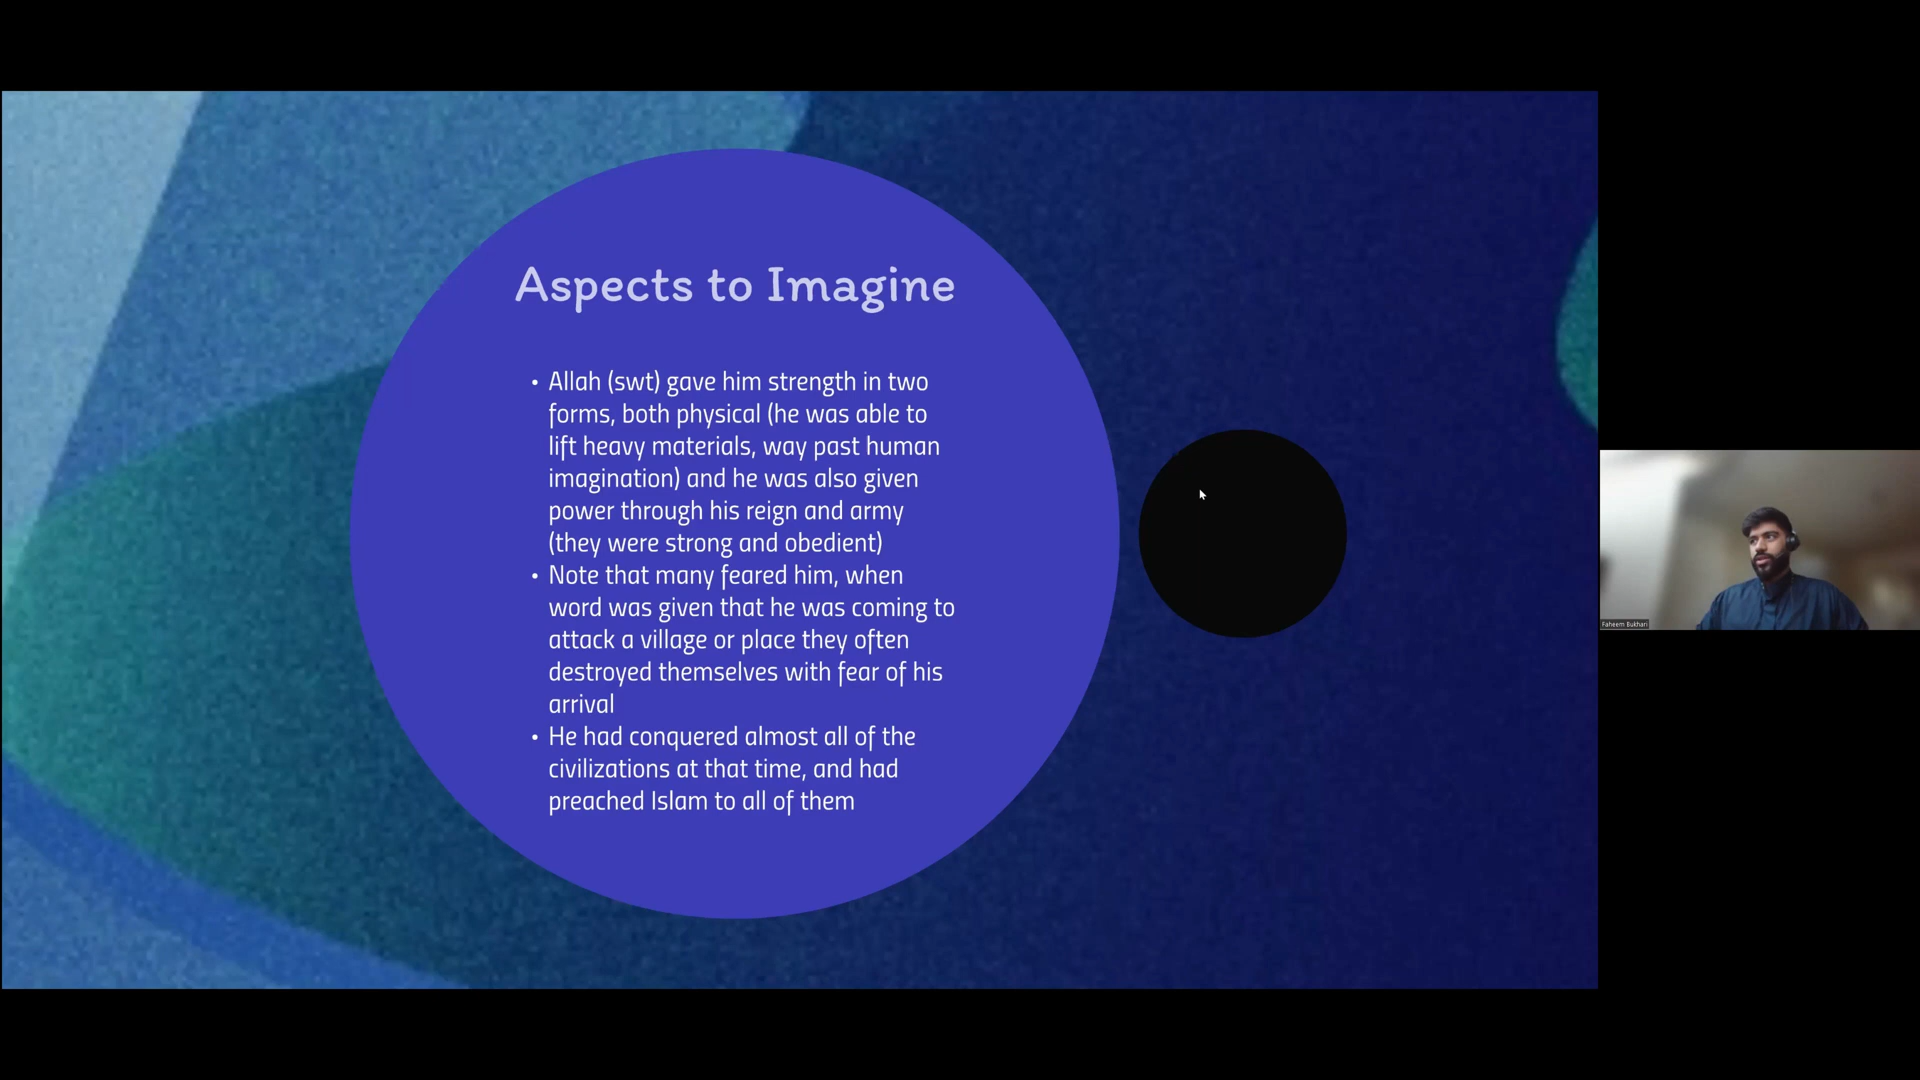 Aspects to Imagine
• Allah (swt) gave him strength in two
forms, both physical (he was able to
lift heavy materials, way past human
imagination) and he was also given
power through his reign and army
(they were strong and obedient)
• Note that many feared him, when
word was given that he was coming to
attack a village or place they often
destroyed themselves with fear of his
arrival
• He had conquered almost all of the
civilizations at that time, and had
preached Islam to all of them
Faheem Bukhari